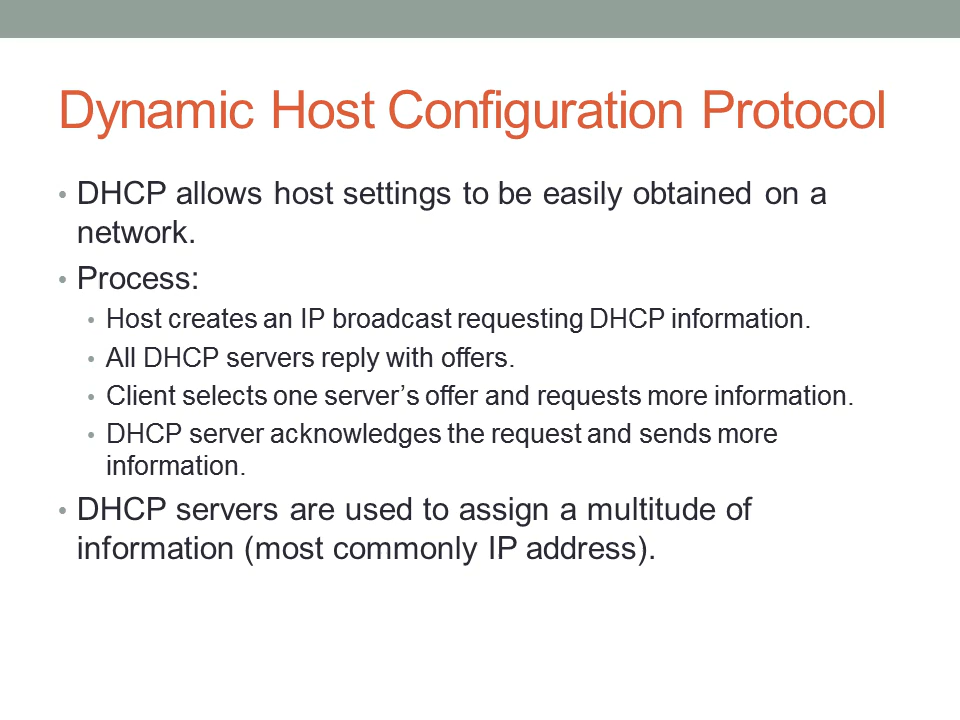 Dynamic Host Configuration Protocol
• DHCP allows host settings to be easily obtained on a
network.
• Process:
• Host creates an IP broadcast requesting DHCP information.
• All DHCP servers reply with offers.
• Client selects one server’s offer and requests more information.
• DHCP server acknowledges the request and sends more
information.
• DHCP servers are used to assign a multitude of
information (most commonly IP address).